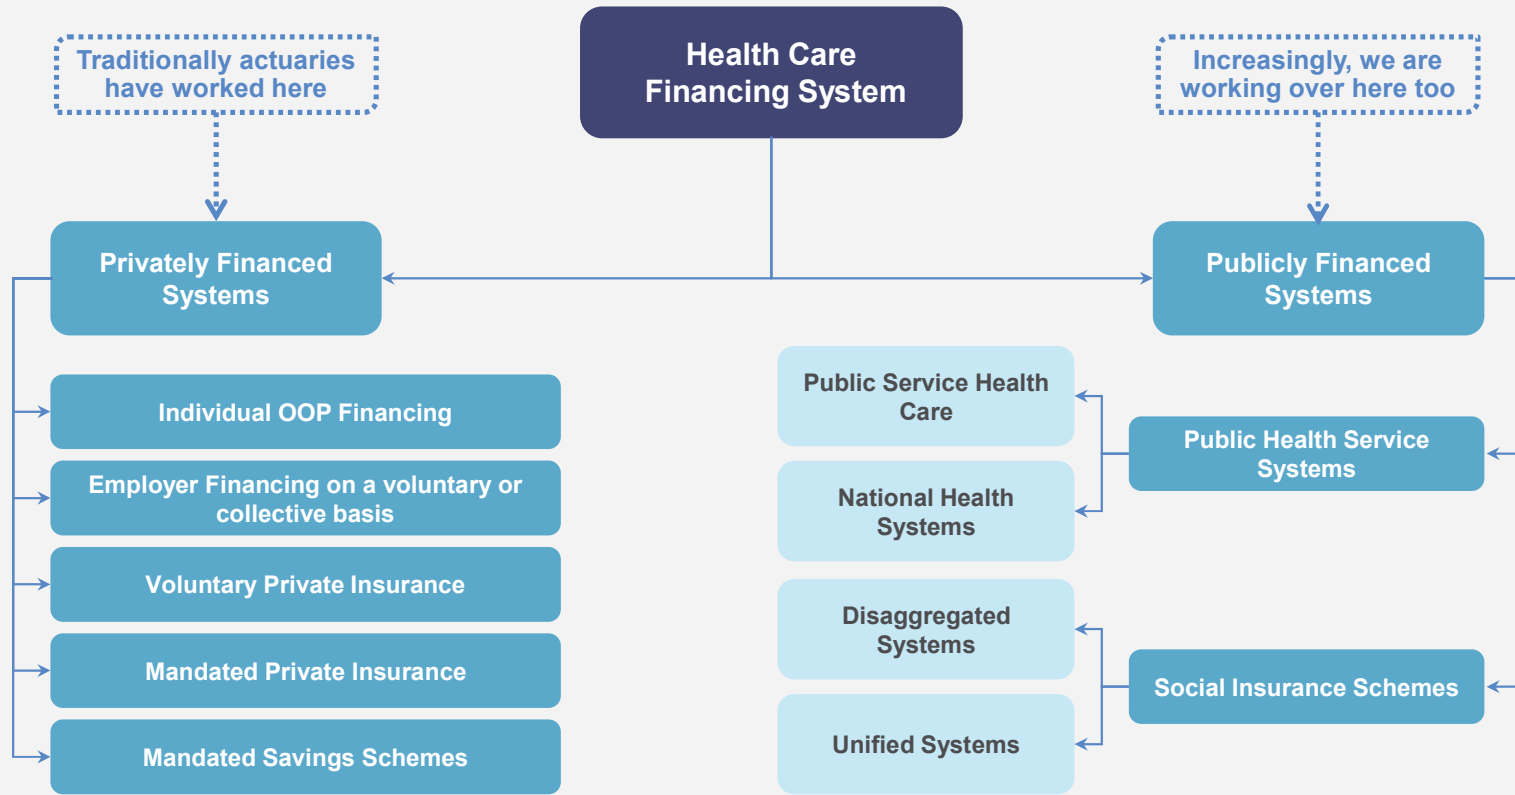 Traditionally actuaries
have worked here
Health Care
Financing System
Increasingly, we are
working over here too
Privately Financed
Systems
Publicly Financed
Systems
Individual OOP Financing
Employer Financing on a voluntary or
collective basis
Voluntary Private Insurance
Mandated Private Insurance
Mandated Savings Schemes
Public Service Health
Care
National Health
Systems
Public Health Service
Systems
Disaggregated
Systems
Unified Systems
Social Insurance Schemes